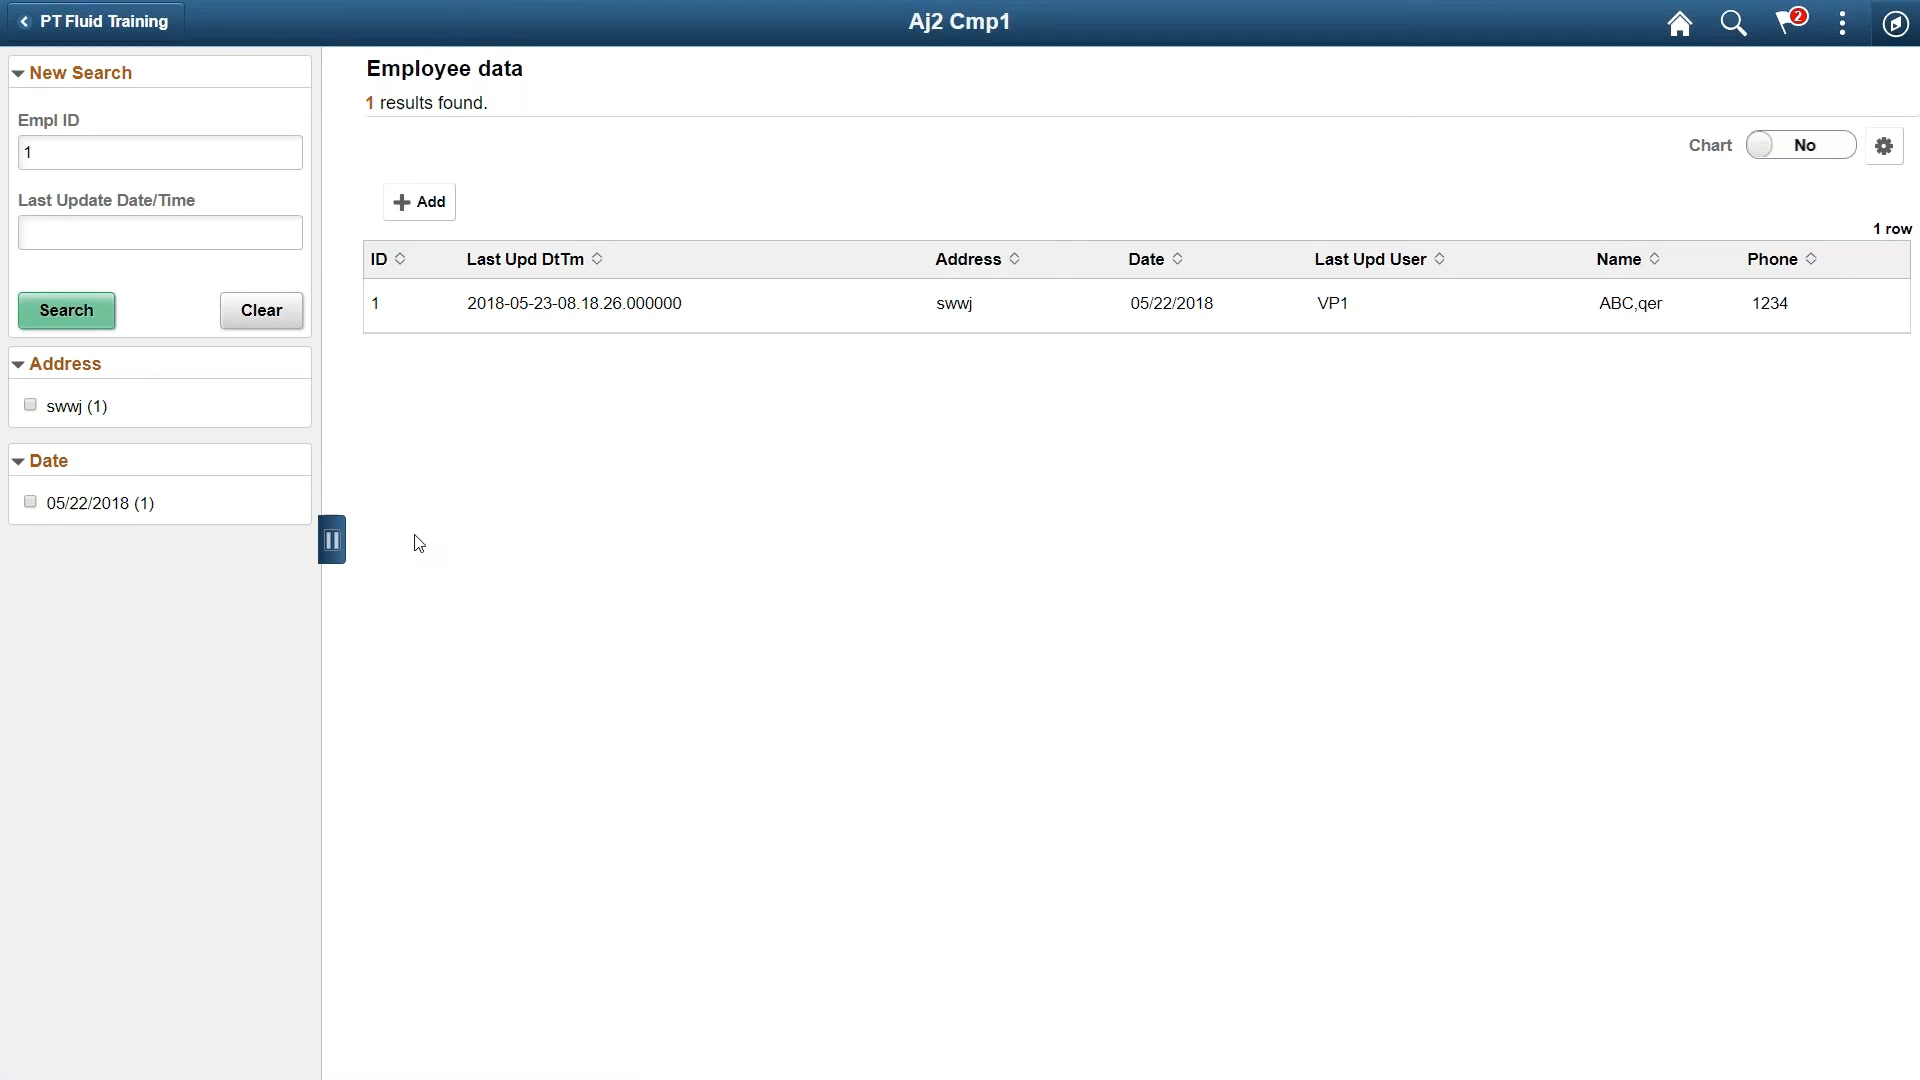 PT Fluid Training
Aj2 Cmp1
2
New Search
Empl ID
1
Last Update Date/Time
Search Clear
Address
swwj (1)
Date
05/22/2018 (1)
Employee data
1 results found.
Chart No
Add
1 row
ID Last Upd DtTm Address Date Last Upd User Name Phone
1 2018-05-23-08.18.26.000000 swwj 05/22/2018 VP1 ABC,qer 1234